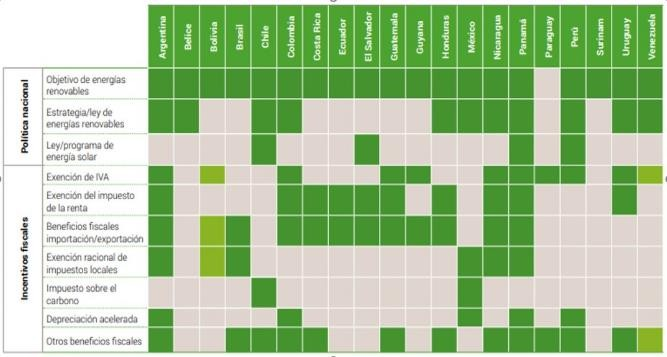 Argentina
Belice
Bolivia
Brasil
Chile
Colombia
Costa Rica
Ecuador
El Salvador
Guatemala
Guyana
Honduras
México
Nicaragua
Panamá
Paraguay
Perú
Surinam
Uruguay
Venezuela
Política nacional
Objetivo de energías
renovables
Estrategia/ley de
energías renovables
Ley/programa de
energía solar
Incentivos fiscales
Exención de IVA
Exención del impuesto
de la renta
Beneficios fiscales
importación/exportación
Exención racional de
impuestos locales
Impuesto sobre el
carbono
Depreciación acelerada
Otros beneficios fiscales